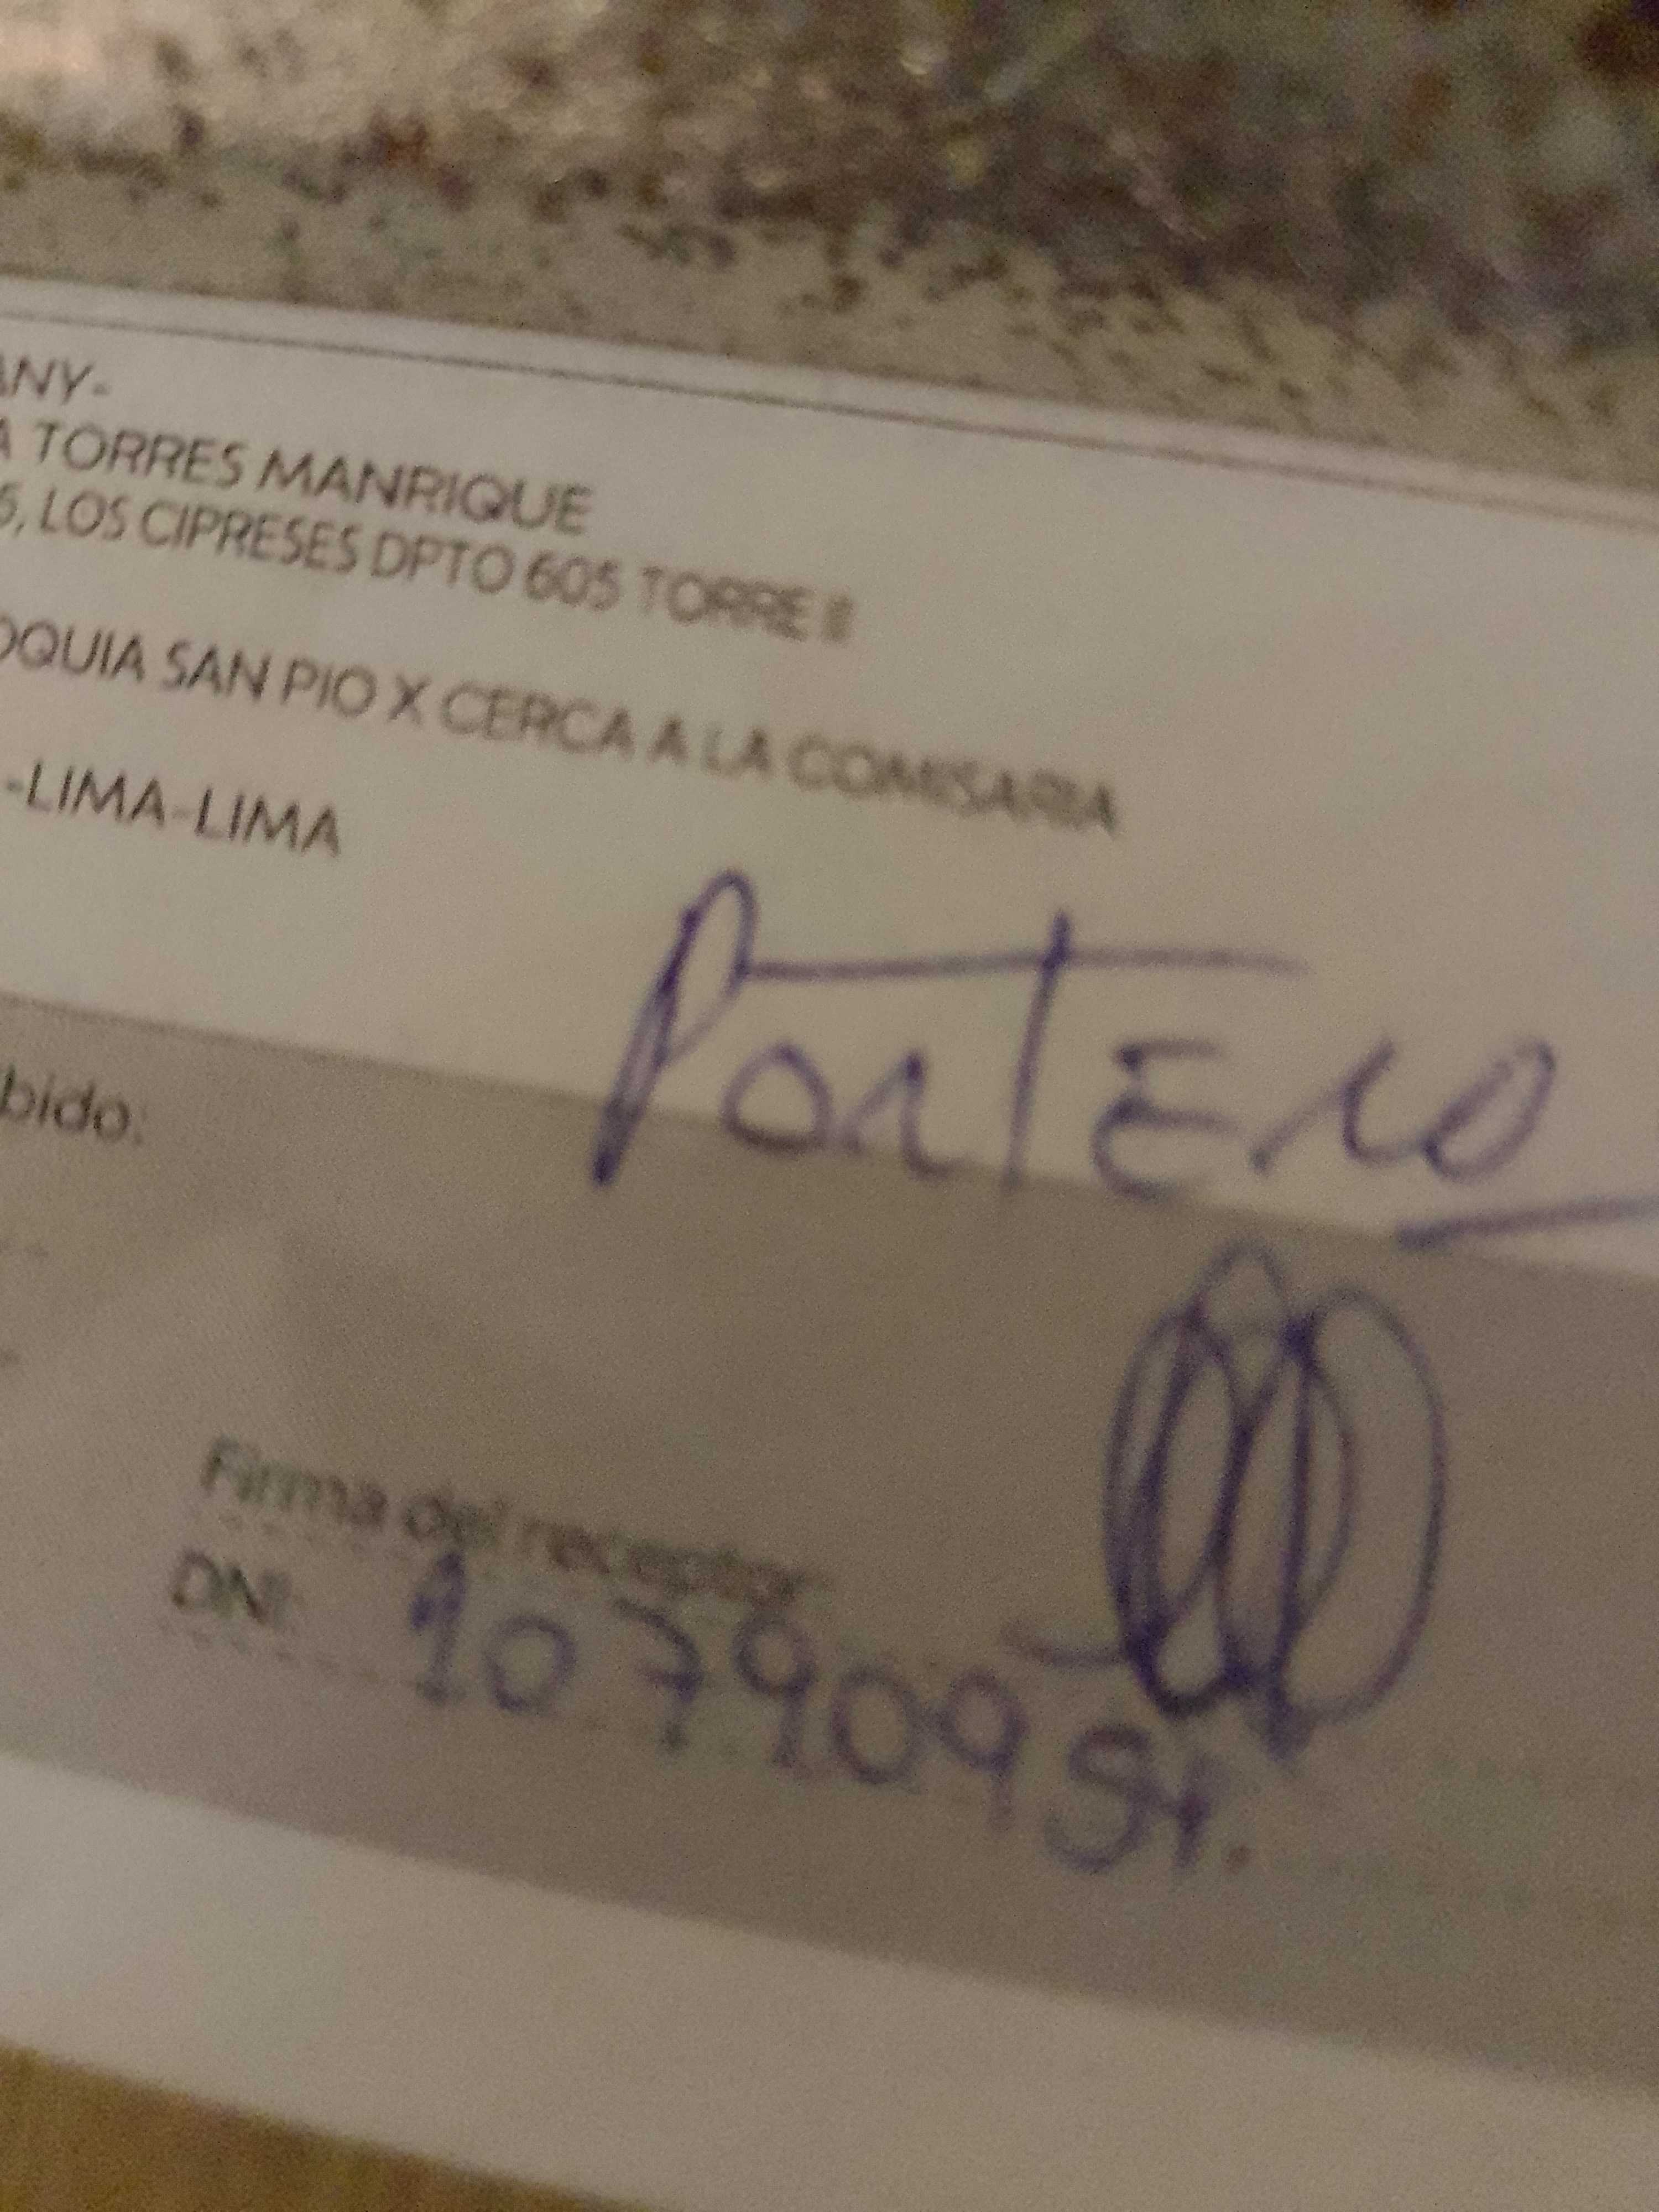 ANY-
A TORRES MANRIQUE
5, LOS CIPRESES DPTO 605 TORRE II
OQUIA SAN PIO X CERCA A LA COMISARIA
-LIMA-LIMA
PORTERO
bido:
Firma del receptor:
DNI: 107909